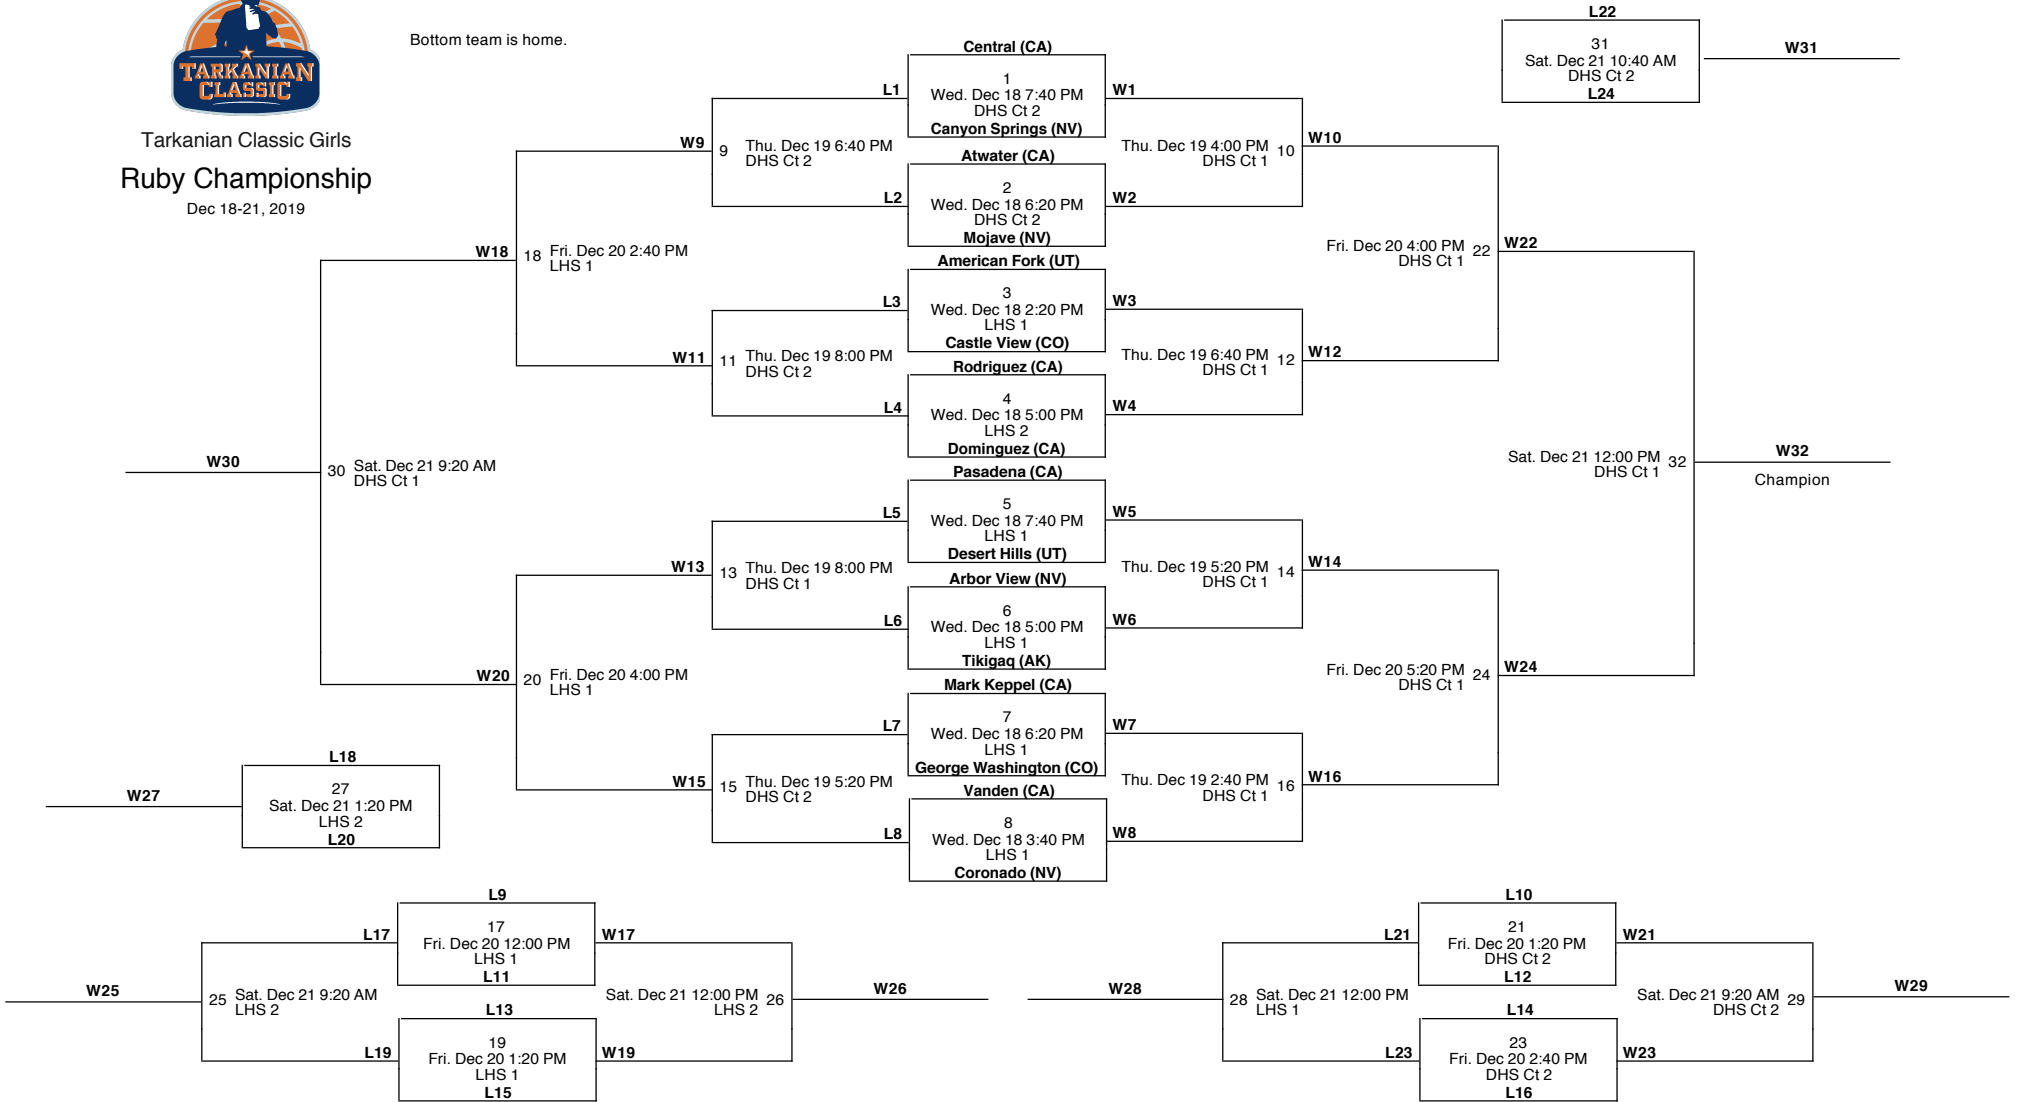 TARKANIAN
CLASSIC
Tarkanian Classic Girls
Ruby Championship
Dec 18-21, 2019
Bottom team is home.
Central (CA)
1
Wed. Dec 18 7:40 PM
DHS Ct 2
Canyon Springs (NV)
L1
W1
Atwater (CA)
2
Wed. Dec 18 6:20 PM
DHS Ct 2
Mojave (NV)
L2
W2
American Fork (UT)
3
Wed. Dec 18 2:20 PM
LHS 1
Castle View (CO)
L3
W3
Rodriguez (CA)
4
Wed. Dec 18 5:00 PM
LHS 2
Dominguez (CA)
L4
W4
Pasadena (CA)
5
Wed. Dec 18 7:40 PM
LHS 1
Desert Hills (UT)
L5
W5
Arbor View (NV)
6
Wed. Dec 18 5:00 PM
LHS 1
Tikigaq (AK)
L6
W6
Mark Keppel (CA)
7
Wed. Dec 18 6:20 PM
LHS 1
George Washington (CO)
L7
W7
Vanden (CA)
8
Wed. Dec 18 3:40 PM
LHS 1
Coronado (NV)
L8
W8
W9
9 Thu. Dec 19 6:40 PM
DHS Ct 2
W11
11 Thu. Dec 19 8:00 PM
DHS Ct 2
W13
13 Thu. Dec 19 8:00 PM
DHS Ct 1
W15
15 Thu. Dec 19 5:20 PM
DHS Ct 2
W18
18 Fri. Dec 20 2:40 PM
LHS 1
W20
20 Fri. Dec 20 4:00 PM
LHS 1
W30
30 Sat. Dec 21 9:20 AM
DHS Ct 1
Thu. Dec 19 4:00 PM 10
DHS Ct 1
W10
Thu. Dec 19 6:40 PM 12
DHS Ct 1
W12
Thu. Dec 19 5:20 PM 14
DHS Ct 1
W14
Thu. Dec 19 2:40 PM 16
DHS Ct 1
W16
Fri. Dec 20 4:00 PM 22
DHS Ct 1
W22
Fri. Dec 20 5:20 PM 24
DHS Ct 1
W24
Sat. Dec 21 12:00 PM 32
DHS Ct 1
W32
Champion
L22
31
Sat. Dec 21 10:40 AM
DHS Ct 2
L24
W31
L18
27
Sat. Dec 21 1:20 PM
LHS 2
L20
W27
L9
17
Fri. Dec 20 12:00 PM
LHS 1
L11
L17
W17
L13
19
Fri. Dec 20 1:20 PM
LHS 1
L15
L19
W19
W25
25 Sat. Dec 21 9:20 AM
LHS 2
Sat. Dec 21 12:00 PM 26
LHS 2
W26
L10
21
Fri. Dec 20 1:20 PM
DHS Ct 2
L12
L21
W21
L14
23
Fri. Dec 20 2:40 PM
DHS Ct 2
L16
L23
W23
W28
28 Sat. Dec 21 12:00 PM
LHS 1
Sat. Dec 21 9:20 AM 29
DHS Ct 2
W29